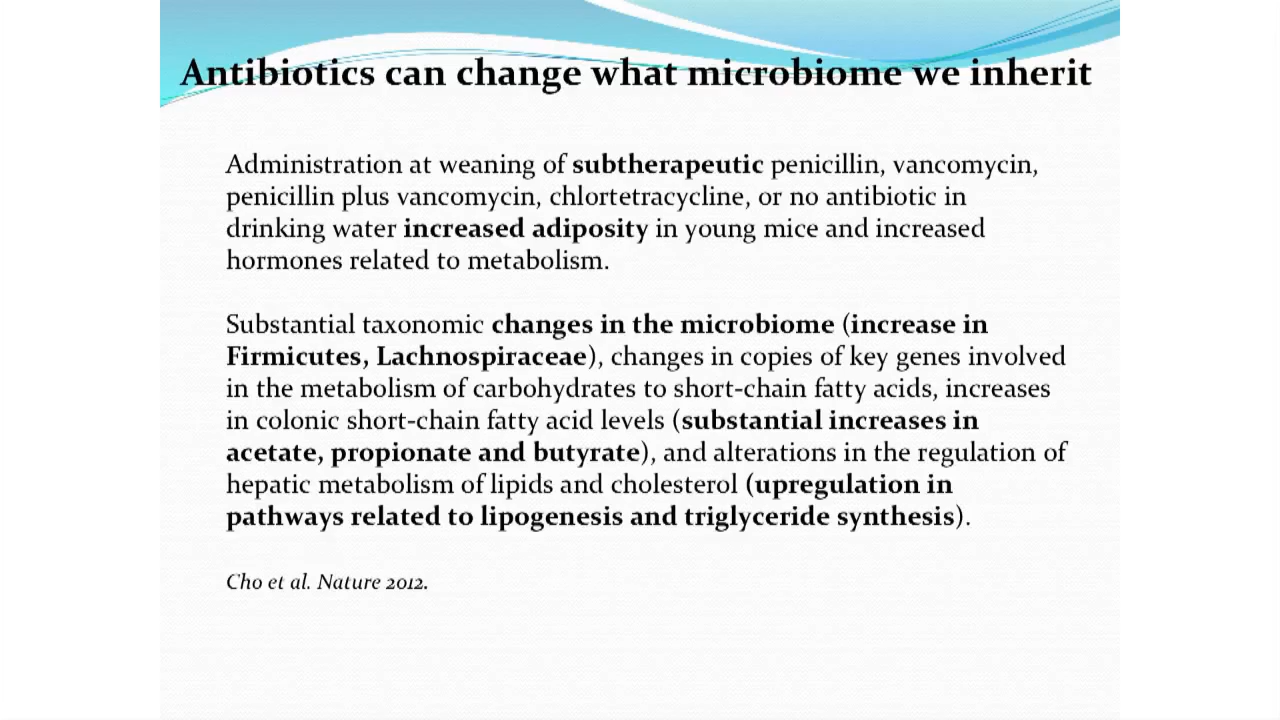 Antibiotics can change what microbiome we inherit
Administration at weaning of subtherapeutic penicillin, vancomycin,
penicillin plus vancomycin, chlortetracycline, or no antibiotic in
drinking water increased adiposity in young mice and increased
hormones related to metabolism.
Substantial taxonomic changes in the microbiome (increase in
Firmicutes, Lachnospiraceae), changes in copies of key genes involved
in the metabolism of carbohydrates to short-chain fatty acids, increases
in colonic short-chain fatty acid levels (substantial increases in
acetate, propionate and butyrate), and alterations in the regulation of
hepatic metabolism of lipids and cholesterol (upregulation in
pathways related to lipogenesis and triglyceride synthesis).
Cho et al. Nature 2012.